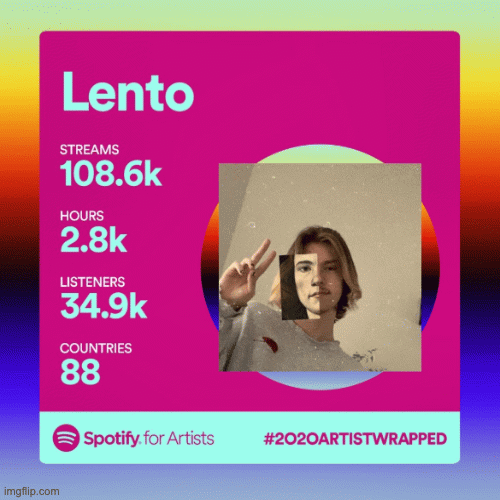 Lento
STREAMS
108.6k
HOURS
2.8k
LISTENERS
34.9k
COUNTRIES
88
Spotify for Artists
#2020ARTISTWRAPPED
imgflip.com